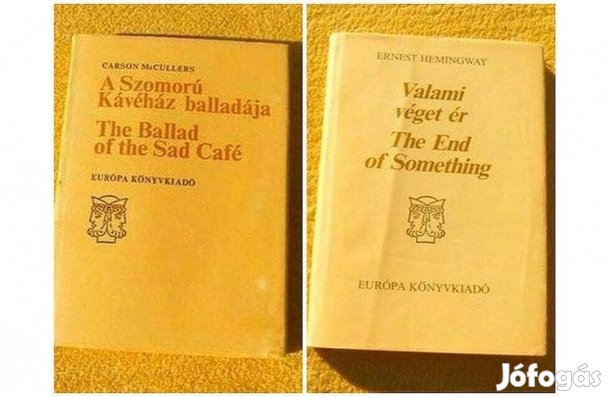 CARSON McCULLERS
A Szomorú
Kávéház balladája
The Ballad
of the Sad Café
EURÓPA KÖNYVKIADÓ
ERNEST HEMINGWAY
Valami
véget ér
The End
of Something
EURÓPA KÖNYVKIADÓ
Jófogás